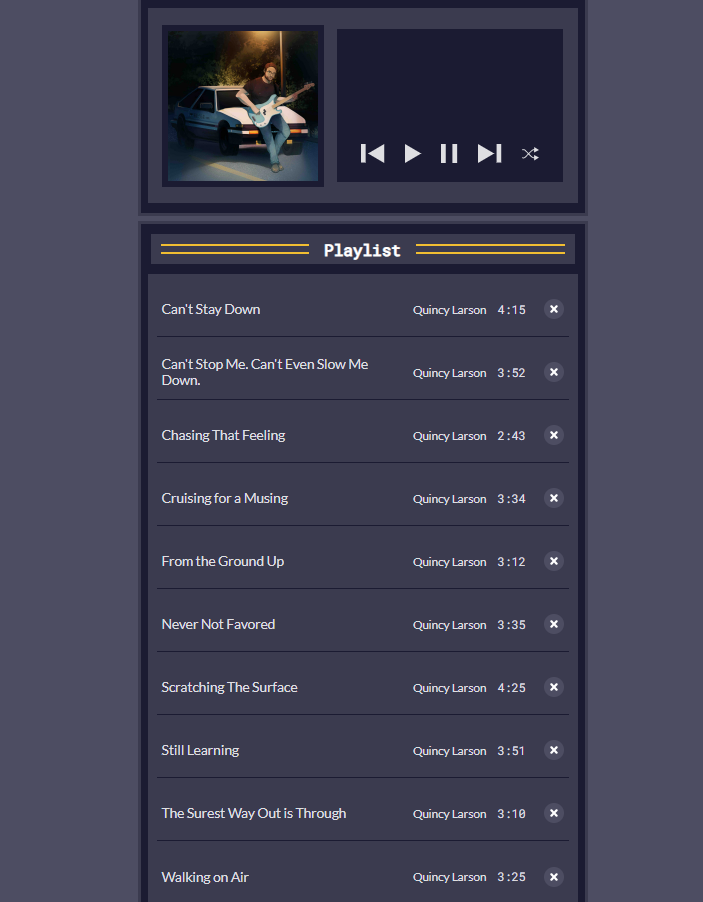 Playlist
Can't Stay Down Quincy Larson 4:15
Can't Stop Me. Can't Even Slow Me
Down. Quincy Larson 3:52
Chasing That Feeling Quincy Larson 2:43
Cruising for a Musing Quincy Larson 3:34
From the Ground Up Quincy Larson 3:12
Never Not Favored Quincy Larson 3:35
Scratching The Surface Quincy Larson 4:25
Still Learning Quincy Larson 3:51
The Surest Way Out is Through Quincy Larson 3:10
Walking on Air Quincy Larson 3:25